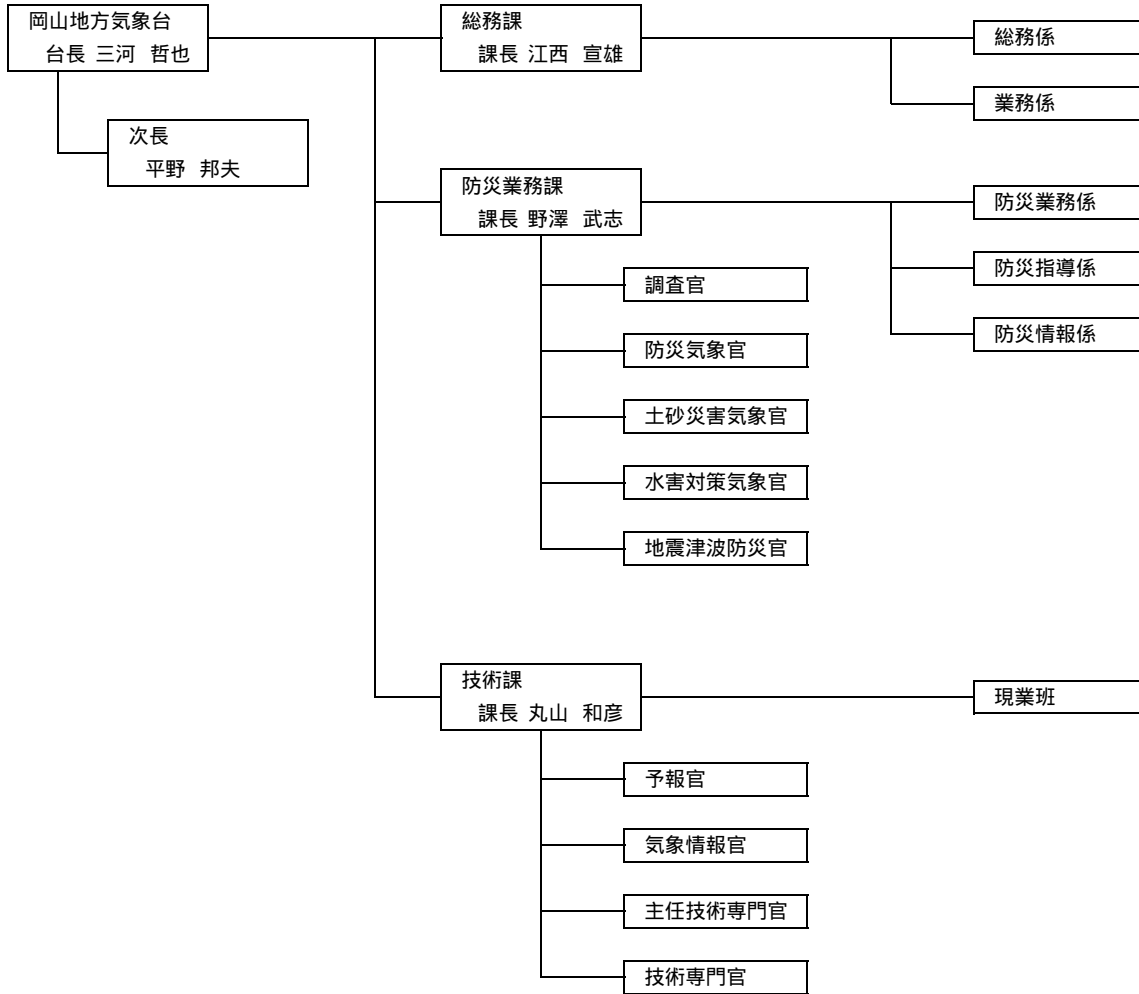 岡山地方気象台
台長 三河 哲也
次長
平野 邦夫
総務課
課長 江西 宣雄
総務係
業務係
防災業務課
課長 野澤 武志
防災業務係
防災指導係
防災情報係
調査官
防災気象官
土砂災害気象官
水害対策気象官
地震津波防災官
技術課
課長 丸山 和彦
現業班
予報官
気象情報官
主任技術専門官
技術専門官